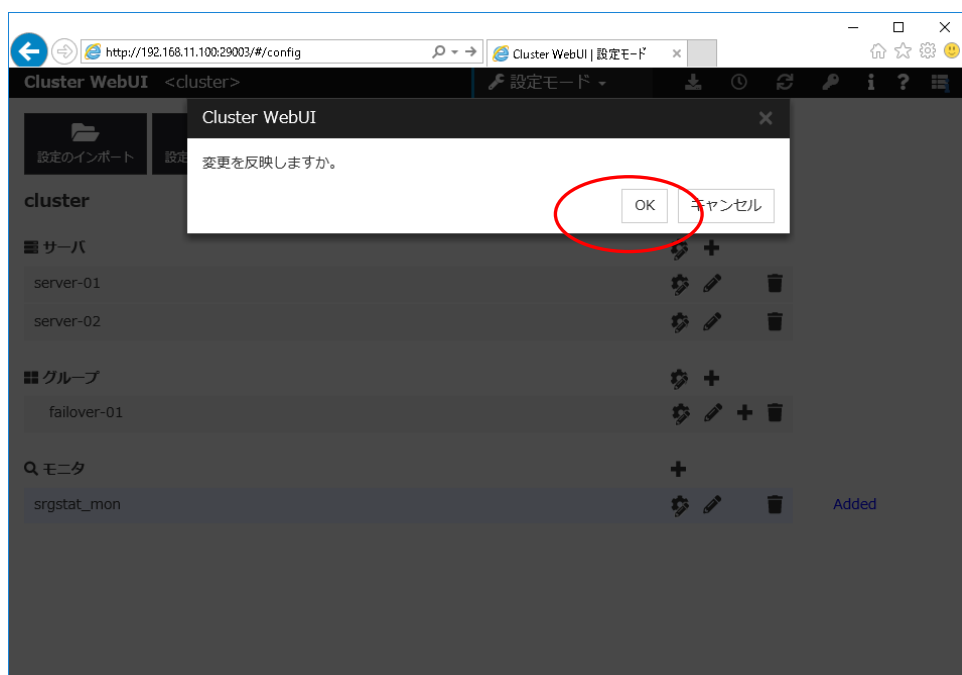 http://192.168.11.100:29003/#/config
Cluster WebUI | 設定モード
Cluster WebUI <cluster>
設定モード
Cluster WebUI
変更を反映しますか。
OK
キャンセル
設定のインポート
設定
cluster
サーバ
server-01
server-02
グループ
failover-01
モニタ
srgstat_mon
Added